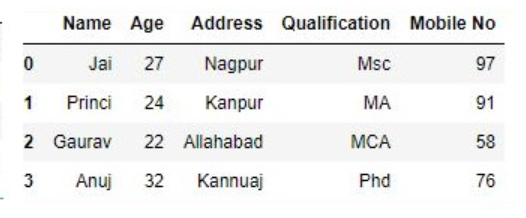 Name Age Address Qualification Mobile No
0 Jai 27 Nagpur Msc 97
1 Princi 24 Kanpur MA 91
2 Gaurav 22 Allahabad MCA 58
3 Anuj 32 Kannuaj Phd 76